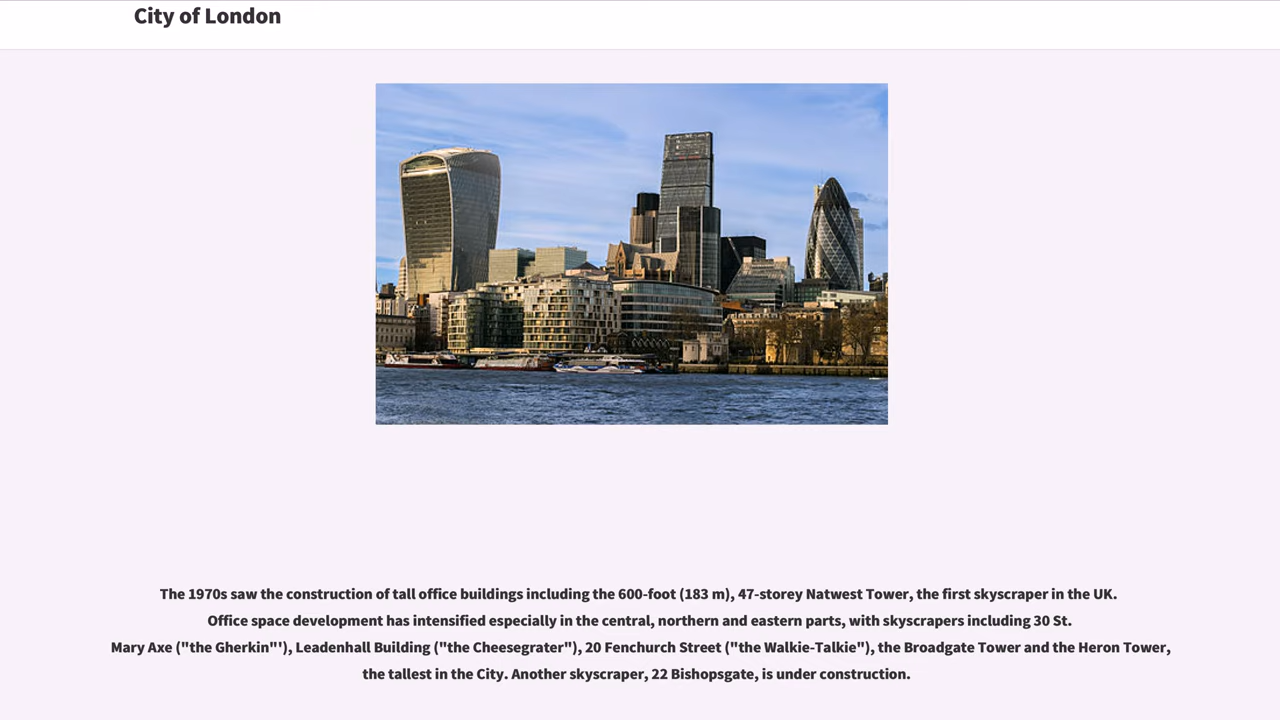 City of London
The 1970s saw the construction of tall office buildings including the 600-foot (183 m), 47-storey Natwest Tower, the first skyscraper in the UK.
Office space development has intensified especially in the central, northern and eastern parts, with skyscrapers including 30 St.
Mary Axe ("the Gherkin"'), Leadenhall Building ("the Cheesegrater"), 20 Fenchurch Street ("the Walkie-Talkie"), the Broadgate Tower and the Heron Tower,
the tallest in the City. Another skyscraper, 22 Bishopsgate, is under construction.